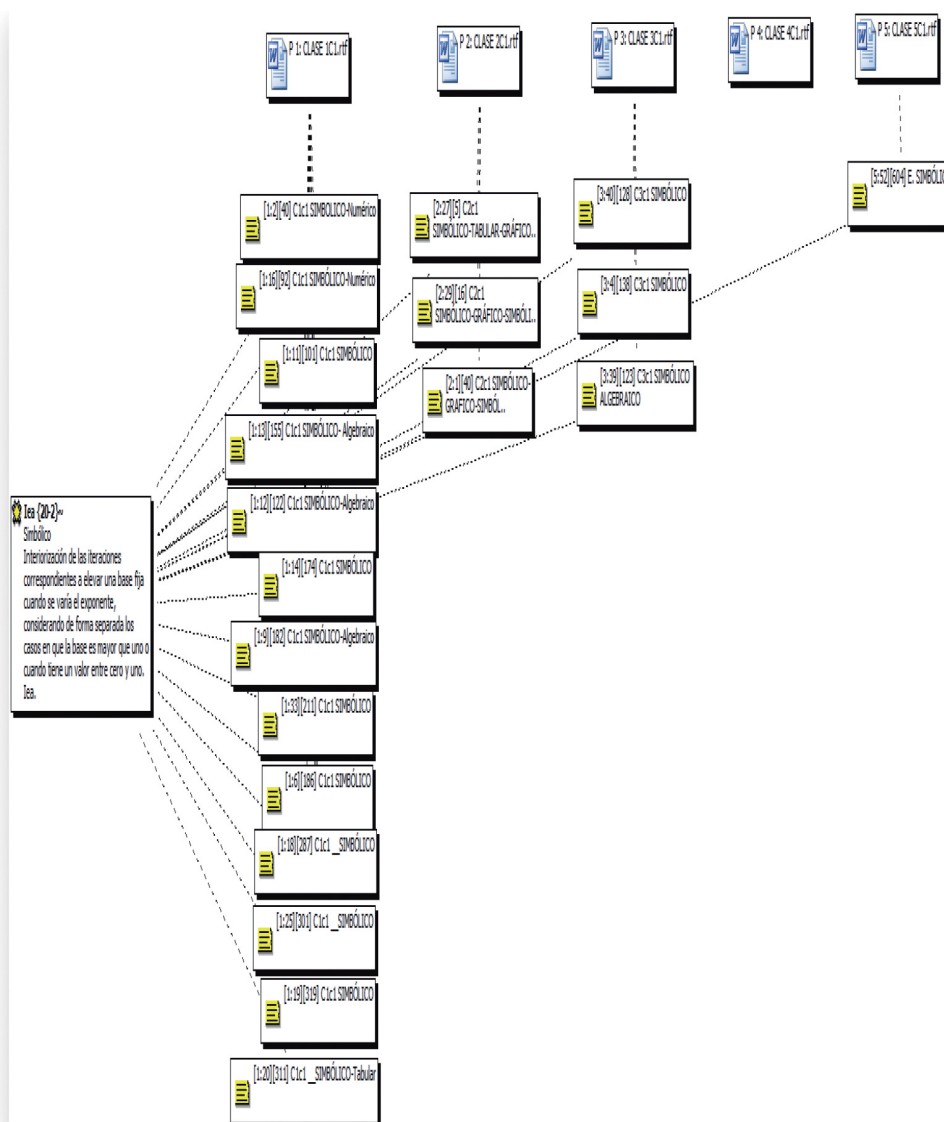 P 1: CLASE 1C1.rtf
P 2: CLASE 2C1.rtf
P 3: CLASE 3C1.rtf
P 4: CLASE 4C1.rtf
P 5: CLASE 5C1.rtf
[1:2][40] C1c1 SIMBÓLICO-Numérico
[1:16][92] C1c1 SIMBÓLICO-Numérico
[1:11][101] C1c1 SIMBÓLICO
[1:13][155] C1c1 SIMBÓLICO- Algebraico
[1:12][122] C1c1 SIMBÓLICO-Algebraico
[1:14][174] C1c1 SIMBÓLICO
[1:9][182] C1c1 SIMBÓLICO-Algebraico
[1:33][211] C1c1 SIMBÓLICO
[1:6][186] C1c1 SIMBÓLICO
[1:18][287] C1c1 __SIMBÓLICO
[1:25][301] C1c1 __SIMBÓLICO
[1:19][319] C1c1 SIMBÓLICO
[1:20][311] C1c1 __SIMBÓLICO-Tabular
[2:27][5] C2c1
SIMBÓLICO-TABULAR-GRÁFICO..
[2:29][16] C2c1
SIMBÓLICO-GRÁFICO-SIMBÓLI..
[2:1][40] C2c1 SIMBÓLICO-
GRAFICO-SIMBÓL..
[3:40][128] C3c1 SIMBÓLICO
[3:4][138] C3c1 SIMBÓLICO
[3:39][123] C3c1 SIMBÓLICO
ALGEBRAICO
[5:52][604] E. SIMBÓLIC
Iea {20-2}~
Simbólico
Interiorización de las iteraciones
correspondientes a elevar una base fija
cuando se varía el exponente,
considerando de forma separada los
casos en que la base es mayor que uno o
cuando tiene un valor entre cero y uno.
Iea.